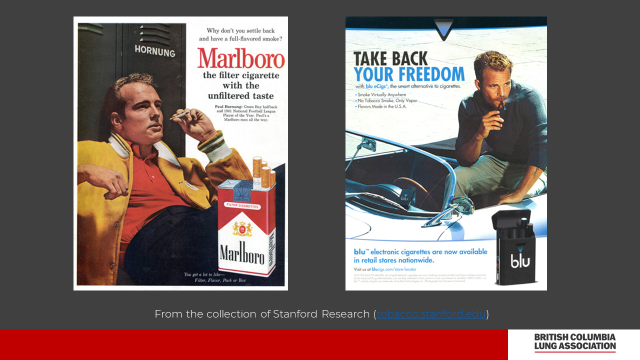 HORNUNG
Why don't you settle back
and have a full-flavored smoke?
Marlboro
the filter cigarette
with the
unfiltered taste
Paul Hornung: Green Bay halfback
and 1961 National Football League
Player of the Year. Paul's a
Marlboro man all the way.
FILTER CIGARETTES
Marlboro
Marlboro
You get a lot to like—
Filter, Flavor, Pack or Box
TAKE BACK
YOUR FREEDOM
with blu eCigs™, the smart alternative to cigarettes.
• Smoke Virtually Anywhere
• No Tobacco Smoke, Only Vapor
• Flavors Made in the U.S.A.
blu™ electronic cigarettes are now available
in retail stores nationwide.
Visit us at blucigs.com/store-locator
blu
From the collection of Stanford Research (tobacco.stanford.edu)
BRITISH COLUMBIA
LUNG ASSOCIATION